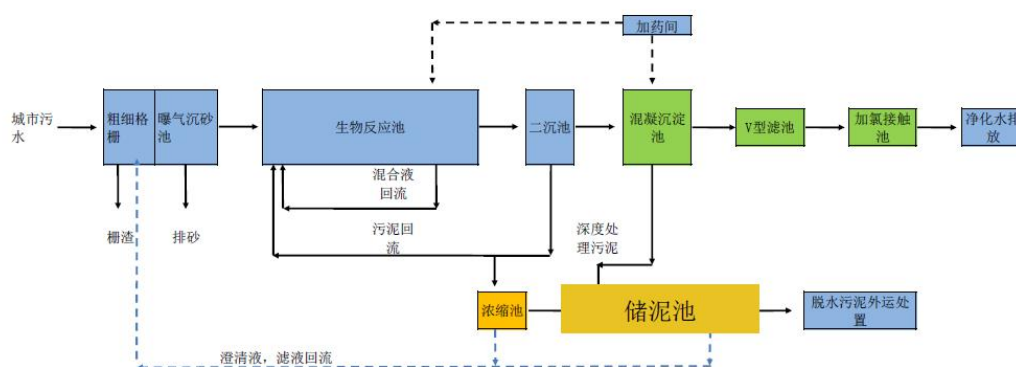 加药间
城市污
水
粗细格
栅
曝气沉砂
池
生物反应池
二沉池
混凝沉淀
池
V型滤池
加氯接触
池
净化水排
放
混合液
回流
栅渣
排砂
污泥回
流
深度处
理污泥
浓缩池
储泥池
脱水污泥外运处
置
澄清液，滤液回流